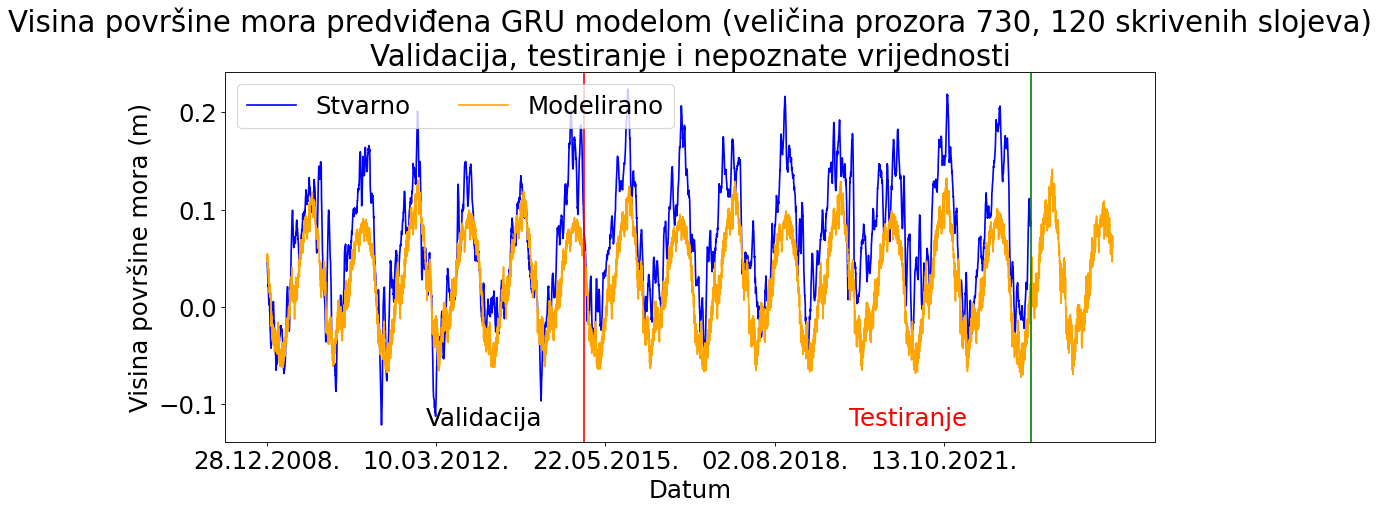 Visina površine mora predviđena GRU modelom (veličina prozora 730, 120 skrivenih slojeva)
Validacija, testiranje i nepoznate vrijednosti
Stvarno
Modelirano
Visina površine mora (m)
0.2
0.1
0.0
−0.1
Validacija
Testiranje
28.12.2008.
10.03.2012.
22.05.2015.
02.08.2018.
13.10.2021.
Datum